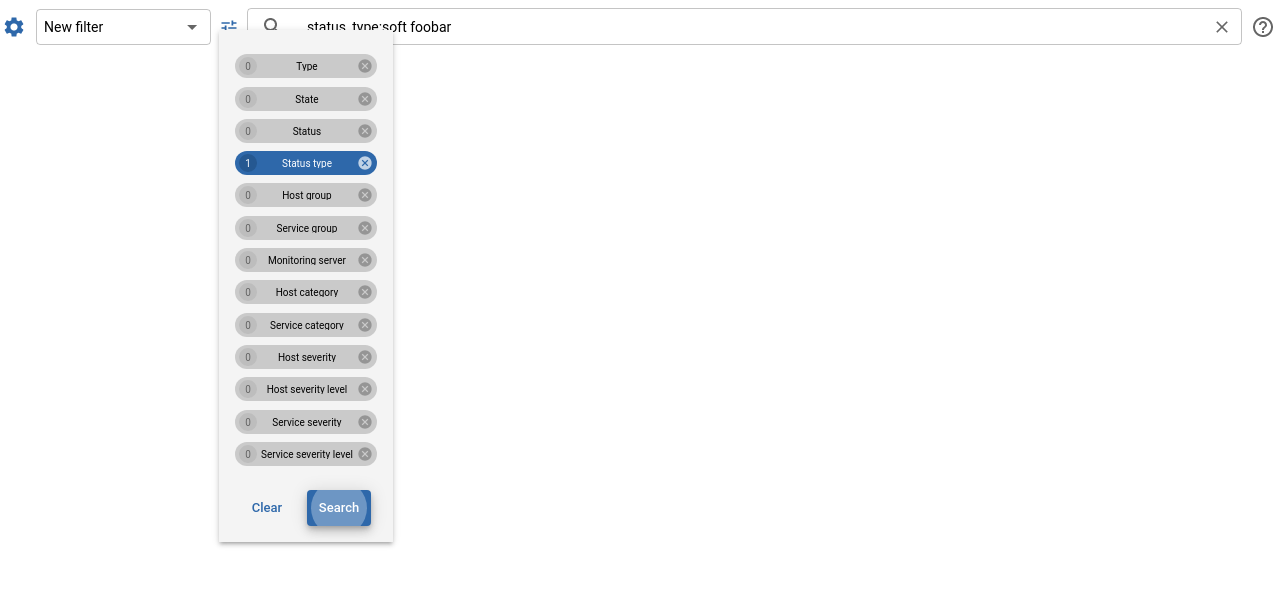 New filter
status_type:soft foobar
0 Type
0 State
0 Status
1 Status type
0 Host group
0 Service group
0 Monitoring server
0 Host category
0 Service category
0 Host severity
0 Host severity level
0 Service severity
0 Service severity level
Clear Search